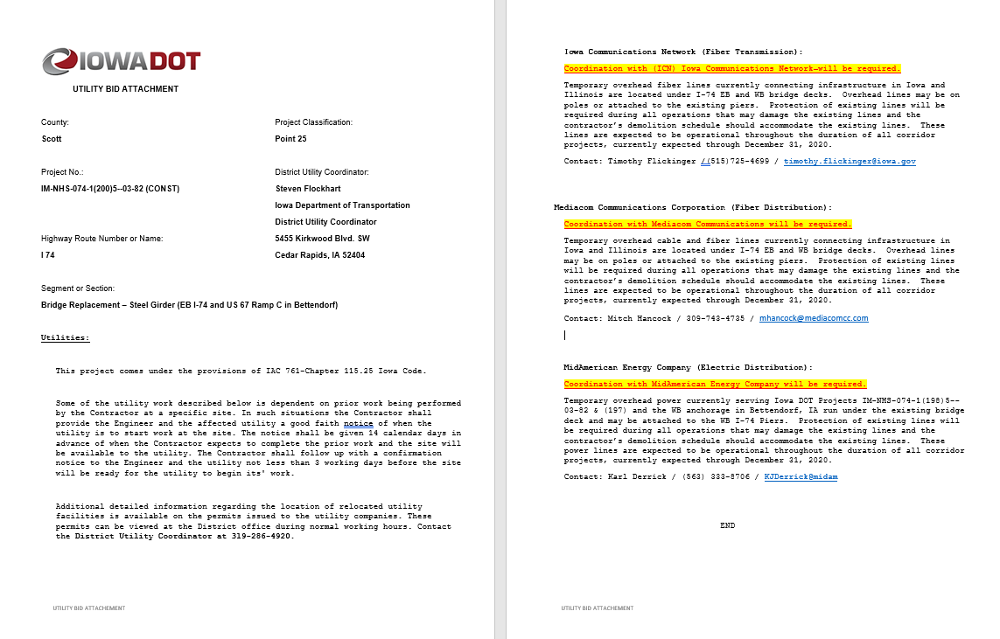 IOWADOT
UTILITY BID ATTACHMENT
County:
Scott
Project Classification:
Point 25
Project No.:
IM-NHS-074-1(200)5--03-82 (CONST)
District Utility Coordinator:
Steven Flockhart
Iowa Department of Transportation
District Utility Coordinator
5455 Kirkwood Blvd. SW
Cedar Rapids, IA 52404
Highway Route Number or Name:
I 74
Segment or Section:
Bridge Replacement – Steel Girder (EB I-74 and US 67 Ramp C in Bettendorf)
Utilities:
This project comes under the provisions of IAC 761-Chapter 115.25 Iowa Code.
Some of the utility work described below is dependent on prior work being performed
by the Contractor at a specific site. In such situations the Contractor shall
provide the Engineer and the affected utility a good faith notice of when the
utility is to start work at the site. The notice shall be given 14 calendar days in
advance of when the Contractor expects to complete the prior work and the site will
be available to the utility. The Contractor shall follow up with a confirmation
notice to the Engineer and the utility not less than 3 working days before the site
will be ready for the utility to begin its' work.
Additional detailed information regarding the location of relocated utility
facilities is available on the permits issued to the utility companies. These
permits can be viewed at the District office during normal working hours. Contact
the District Utility Coordinator at 319-286-4920.
UTILITY BID ATTACHEMENT
Iowa Communications Network (Fiber Transmission):
Coordination with (ICN) Iowa Communications Network–will be required.
Temporary overhead fiber lines currently connecting infrastructure in Iowa and
Illinois are located under I-74 EB and WB bridge decks.  Overhead lines may be on
poles or attached to the existing piers.  Protection of existing lines will be
required during all operations that may damage the existing lines and the
contractor's demolition schedule should accommodate the existing lines.  These
lines are expected to be operational throughout the duration of all corridor
projects, currently expected through December 31, 2020.
Contact: Timothy Flickinger /(515)725-4699 / timothy.flickinger@iowa.gov
Mediacom Communications Corporation (Fiber Distribution):
Coordination with Mediacom Communications will be required.
Temporary overhead cable and fiber lines currently connecting infrastructure in
Iowa and Illinois are located under I-74 EB and WB bridge decks.  Overhead lines
may be on poles or attached to the existing piers.  Protection of existing lines
will be required during all operations that may damage the existing lines and the
contractor's demolition schedule should accommodate the existing lines.  These
lines are expected to be operational throughout the duration of all corridor
projects, currently expected through December 31, 2020.
Contact: Mitch Hancock / 309-743-4735 / mhancock@mediacomcc.com
MidAmerican Energy Company (Electric Distribution):
Coordination with MidAmerican Energy Company will be required.
Temporary overhead power currently serving Iowa DOT Projects IM-NHS-074-1(198)5--
03-82 & (197) and the WB anchorage in Bettendorf, IA run under the existing bridge
deck and may be attached to the WB I-74 Piers.  Protection of existing lines will
be required during all operations that may damage the existing lines and the
contractor's demolition schedule should accommodate the existing lines.  These
power lines are expected to be operational throughout the duration of all corridor
projects, currently expected through December 31, 2020.
Contact: Karl Derrick / (563) 333-8706 / KJDerrick@midam
END
UTILITY BID ATTACHEMENT